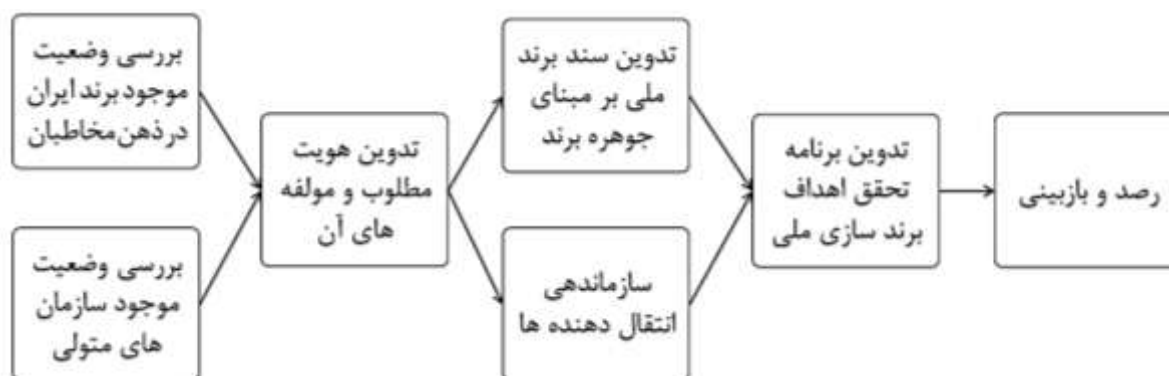 بررسی وضعیت
موجود برند ایران
در ذهن مخاطبان
بررسی وضعیت
موجود سازمان
های متولی
تدوین هویت
مطلوب و مولفه
های آن
تدوین سند برند
ملی بر مبنای
جوهره برند
سازماندهی
انتقال دهنده ها
تدوین برنامه
تحقق اهداف
برند سازی ملی
رصد و بازبینی